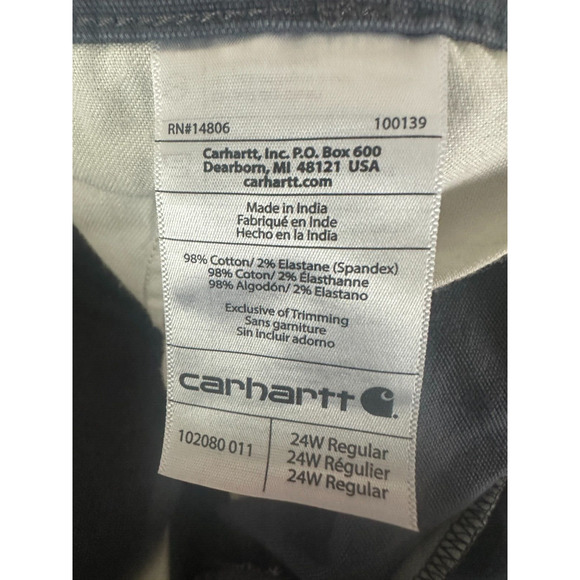 RN#14806 100139
Carhartt, Inc. P.O. Box 600
Dearborn, MI 48121 USA
carhartt.com
Made in India
Fabriqué en Inde
Hecho en la India
98% Cotton/ 2% Elastane (Spandex)
98% Coton/ 2% Élasthanne
98% Algodón/ 2% Elastano
Exclusive of Trimming
Sans garniture
Sin incluir adorno
carhartt
102080 011
24W Regular
24W Régulier
24W Regular